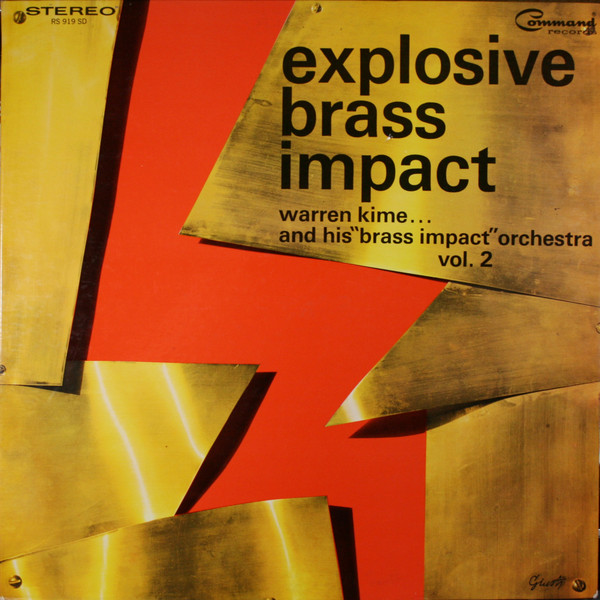 STEREO
RS 919 SD
Command
records
explosive
brass
impact
warren kime...
and his "brass impact" orchestra
vol. 2